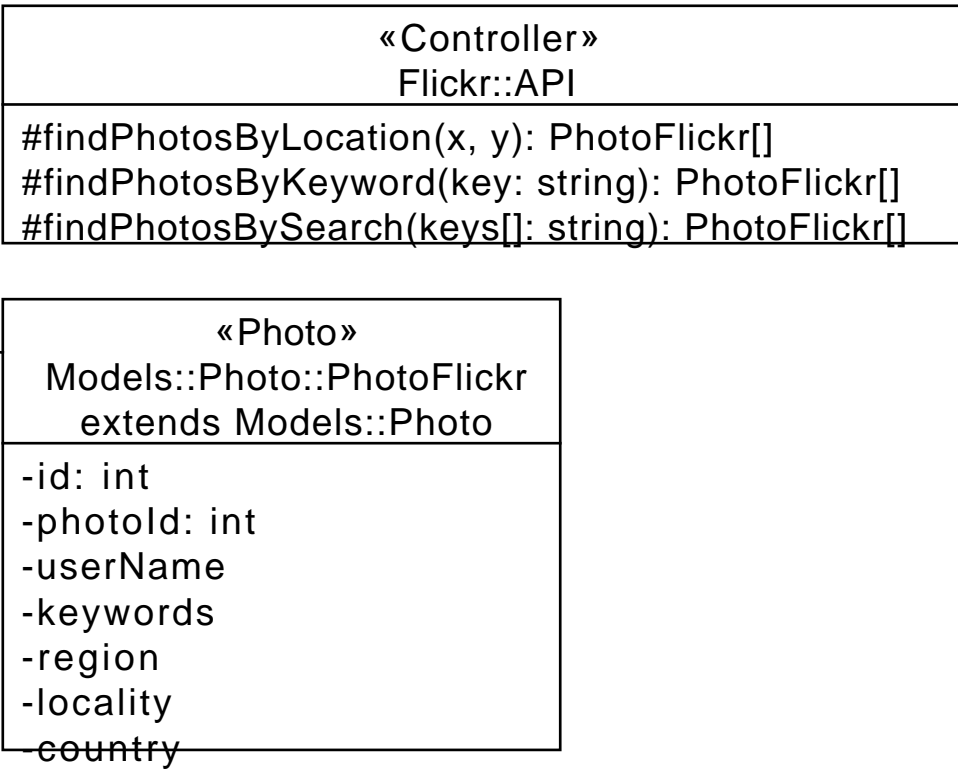 «Controller»
Flickr::API
#findPhotosByLocation(x, y): PhotoFlickr[]
#findPhotosByKeyword(key: string): PhotoFlickr[]
#findPhotosBySearch(keys[]: string): PhotoFlickr[]
«Photo»
Models::Photo::PhotoFlickr
extends Models::Photo
-id: int
-photoId: int
-userName
-keywords
-region
-locality
-country